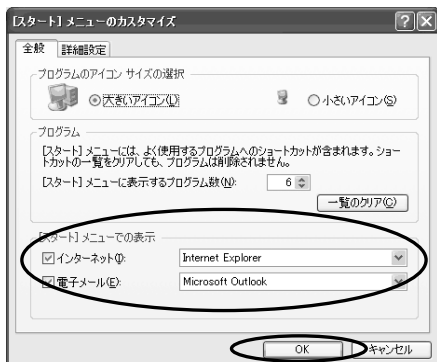 [スタート] メニューのカスタマイズ
全般 詳細設定
プログラムのアイコン サイズの選択
大きいアイコン(L) 小さいアイコン(S)
プログラム
[スタート] メニューには、よく使用するプログラムへのショートカットが含まれます。ショー
トカットの一覧をクリアしても、プログラムは削除されません。
[スタート] メニューに表示するプログラム数(N): 6
一覧のクリア(C)
[スタート] メニューでの表示
インターネット(I): Internet Explorer
電子メール(E): Microsoft Outlook
OK キャンセル